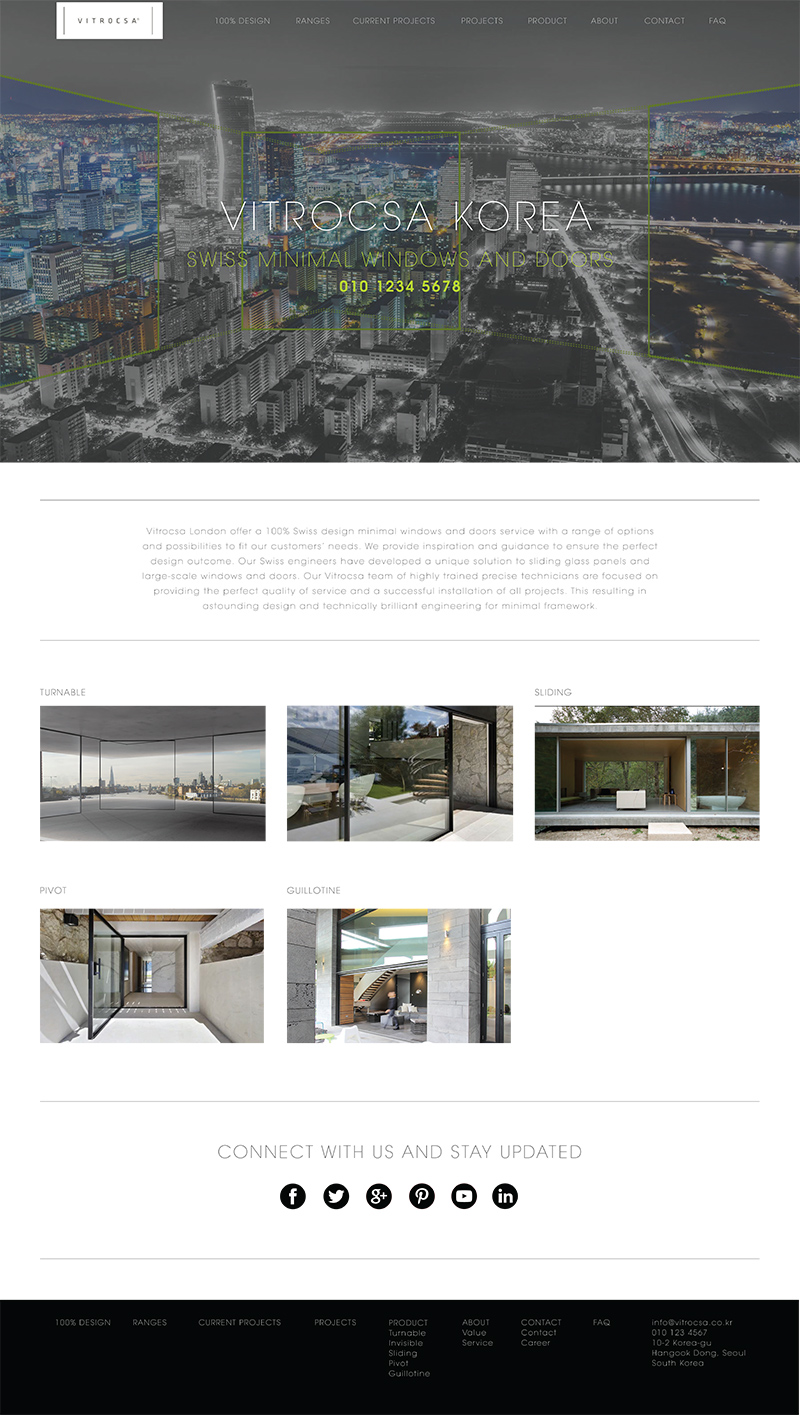 VITROCSA®
100% DESIGN RANGES CURRENT PROJECTS PROJECTS PRODUCT ABOUT CONTACT FAQ
VITROCSA KOREA
SWISS MINIMAL WINDOWS AND DOORS
010 1234 5678
Vitrocsa London offer a 100% Swiss design minimal windows and doors service with a range of options
and possibilities to fit our customers' needs. We provide inspiration and guidance to ensure the perfect
design outcome. Our Swiss engineers have developed a unique solution to sliding glass panels and
large-scale windows and doors. Our Vitrocsa team of highly trained precise technicians are focused on
providing the perfect quality of service and a successful installation of all projects. This resulting in
astounding design and technically brilliant engineering for minimal framework.
TURNABLE
SLIDING
PIVOT
GUILLOTINE
CONNECT WITH US AND STAY UPDATED
100% DESIGN
RANGES
CURRENT PROJECTS
PROJECTS
PRODUCT
Turnable
Invisible
Sliding
Pivot
Guillotine
ABOUT
Value
Service
CONTACT
Contact
Career
FAQ
info@vitrocsa.co.kr
010 123 4567
10-2 Korea-gu
Hangook Dong, Seoul
South Korea